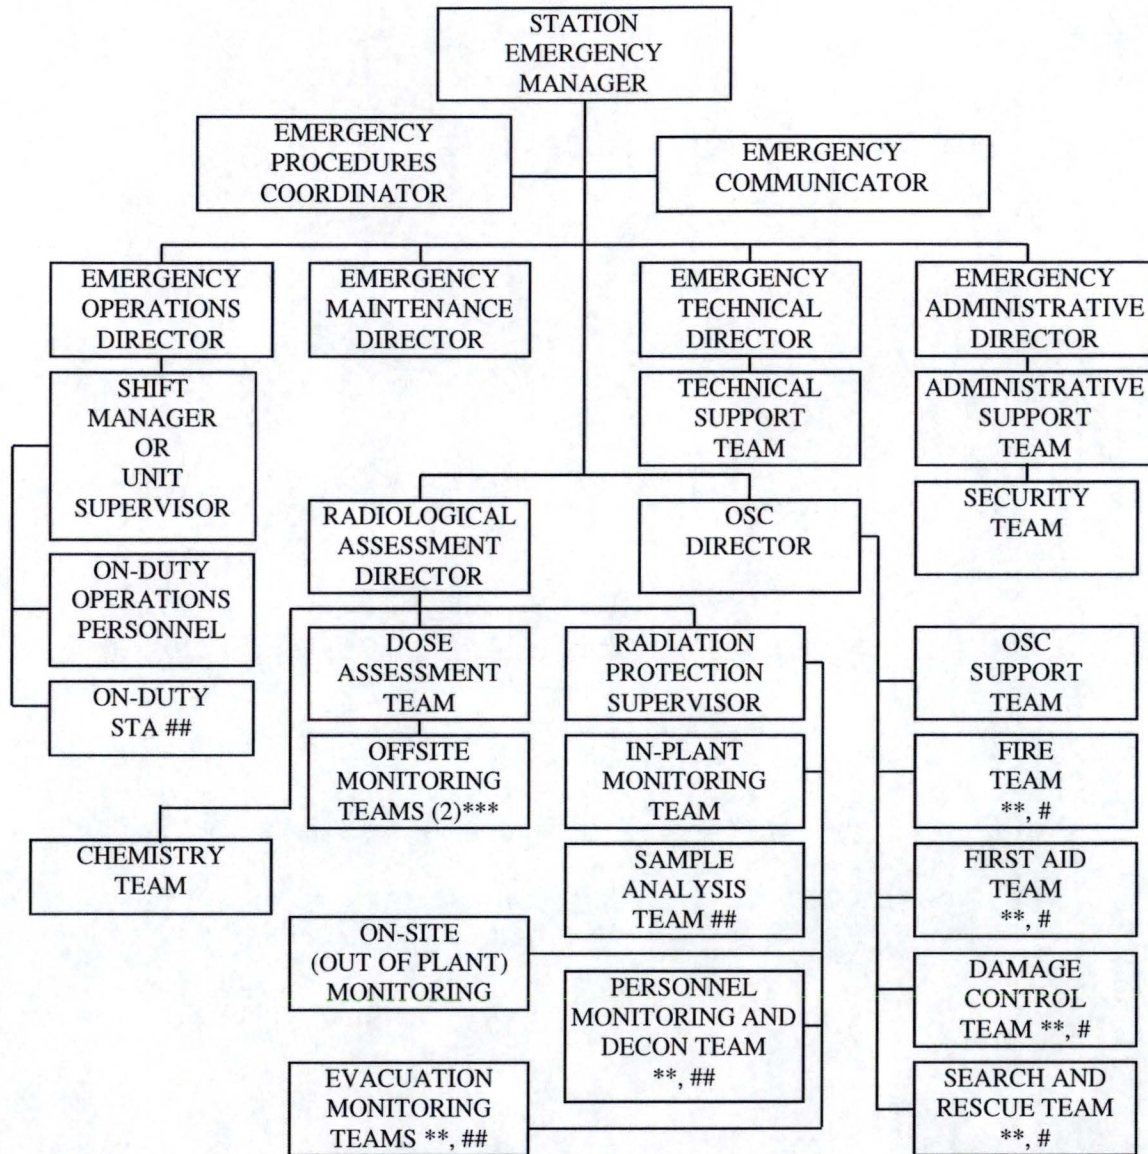 STATION
EMERGENCY
MANAGER
EMERGENCY
PROCEDURES
COORDINATOR
EMERGENCY
COMMUNICATOR
EMERGENCY
OPERATIONS
DIRECTOR
EMERGENCY
MAINTENANCE
DIRECTOR
EMERGENCY
TECHNICAL
DIRECTOR
EMERGENCY
ADMINISTRATIVE
DIRECTOR
SHIFT
MANAGER
OR
UNIT
SUPERVISOR
TECHNICAL
SUPPORT
TEAM
ADMINISTRATIVE
SUPPORT
TEAM
SECURITY
TEAM
RADIOLOGICAL
ASSESSMENT
DIRECTOR
OSC
DIRECTOR
ON-DUTY
OPERATIONS
PERSONNEL
ON-DUTY
STA ##
DOSE
ASSESSMENT
TEAM
RADIATION
PROTECTION
SUPERVISOR
OSC
SUPPORT
TEAM
OFFSITE
MONITORING
TEAMS (2)***
IN-PLANT
MONITORING
TEAM
FIRE
TEAM
**, #
CHEMISTRY
TEAM
SAMPLE
ANALYSIS
TEAM ##
FIRST AID
TEAM
**, #
ON-SITE
(OUT OF PLANT)
MONITORING
PERSONNEL
MONITORING AND
DECON TEAM
**, ##
DAMAGE
CONTROL
TEAM **, #
EVACUATION
MONITORING
TEAMS **, ##
SEARCH AND
RESCUE TEAM
**, #